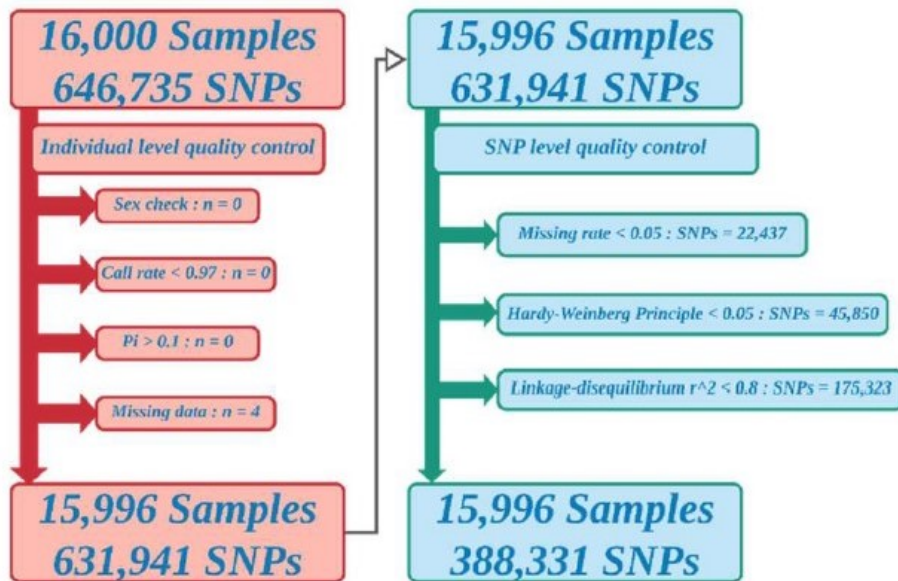 16,000 Samples
646,735 SNPs
Individual level quality control
Sex check : n = 0
Call rate < 0.97 : n = 0
Pi > 0.1 : n = 0
Missing data : n = 4
15,996 Samples
631,941 SNPs
15,996 Samples
631,941 SNPs
SNP level quality control
Missing rate < 0.05 : SNPs = 22,437
Hardy-Weinberg Principle < 0.05 : SNPs = 45,850
Linkage-disequilibrium r^2 < 0.8 : SNPs = 175,323
15,996 Samples
388,331 SNPs